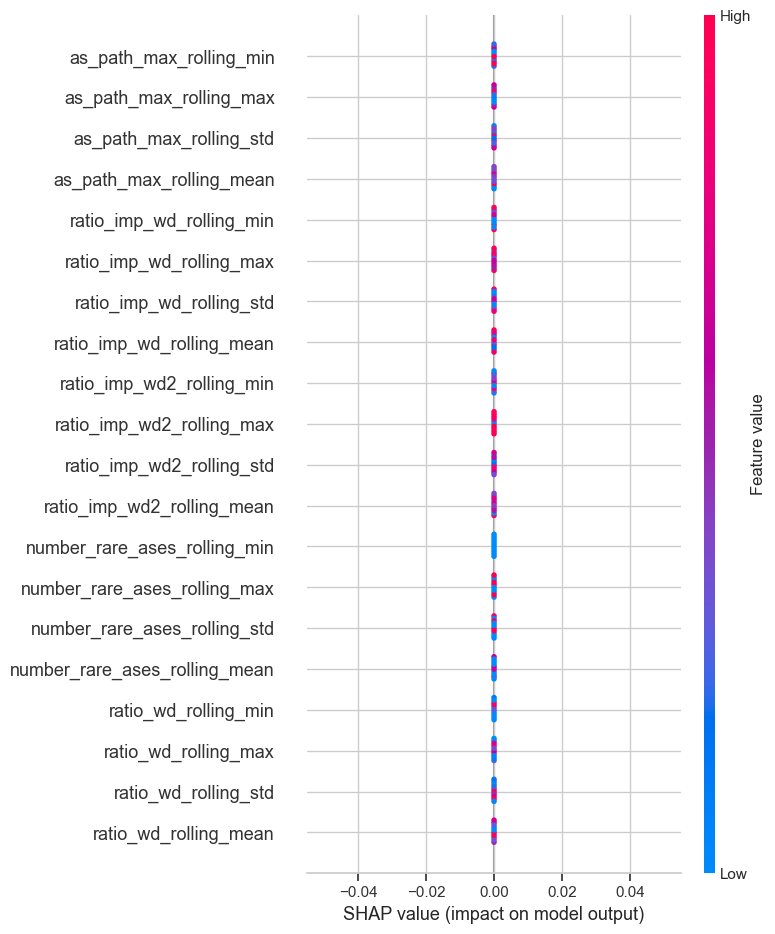 High
as_path_max_rolling_min
as_path_max_rolling_max
as_path_max_rolling_std
as_path_max_rolling_mean
ratio_imp_wd_rolling_min
ratio_imp_wd_rolling_max
ratio_imp_wd_rolling_std
ratio_imp_wd_rolling_mean
ratio_imp_wd2_rolling_min
ratio_imp_wd2_rolling_max
ratio_imp_wd2_rolling_std
ratio_imp_wd2_rolling_mean
number_rare_ases_rolling_min
number_rare_ases_rolling_max
number_rare_ases_rolling_std
number_rare_ases_rolling_mean
ratio_wd_rolling_min
ratio_wd_rolling_max
ratio_wd_rolling_std
ratio_wd_rolling_mean
Feature value
Low
−0.04 −0.02 0.00 0.02 0.04
SHAP value (impact on model output)